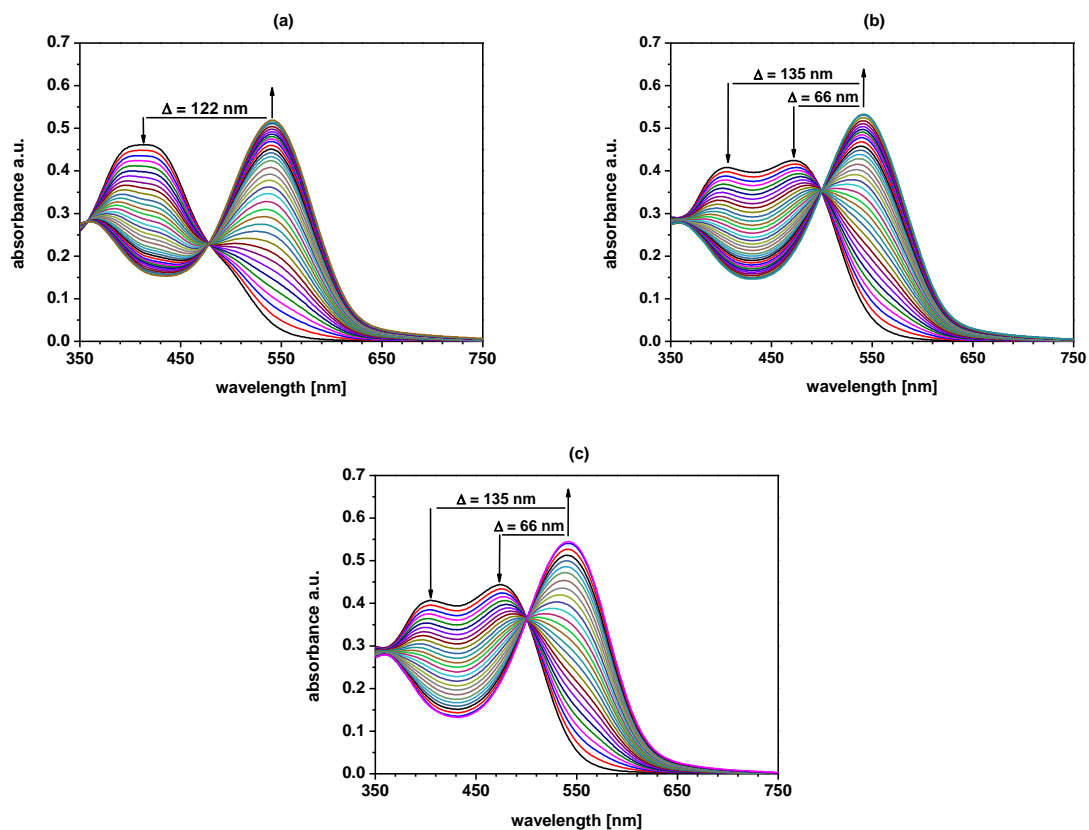 (a)
0.7
0.6
0.5
0.4
0.3
0.2
0.1
0.0
absorbance a.u.
Δ = 122 nm
350 450 550 650 750
wavelength [nm]
(b)
0.7
0.6
0.5
0.4
0.3
0.2
0.1
0.0
absorbance a.u.
Δ = 135 nm
Δ = 66 nm
350 450 550 650 750
wavelength [nm]
(c)
0.7
0.6
0.5
0.4
0.3
0.2
0.1
0.0
absorbance a.u.
Δ = 135 nm
Δ = 66 nm
350 450 550 650 750
wavelength [nm]